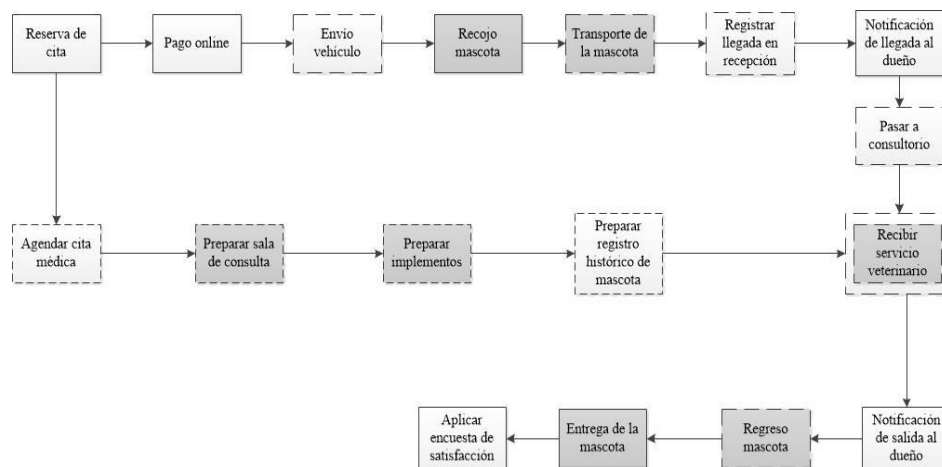 Reserva de
cita
Pago online
Envío
vehículo
Recojo
mascota
Transporte de
la mascota
Registrar
llegada en
recepción
Notificación
de llegada al
dueño
Pasar a
consultorio
Agendar cita
médica
Preparar sala
de consulta
Preparar
implementos
Preparar
registro
histórico de
mascota
Recibir
servicio
veterinario
Aplicar
encuesta de
satisfacción
Entrega de la
mascota
Regreso
mascota
Notificación
de salida al
dueño